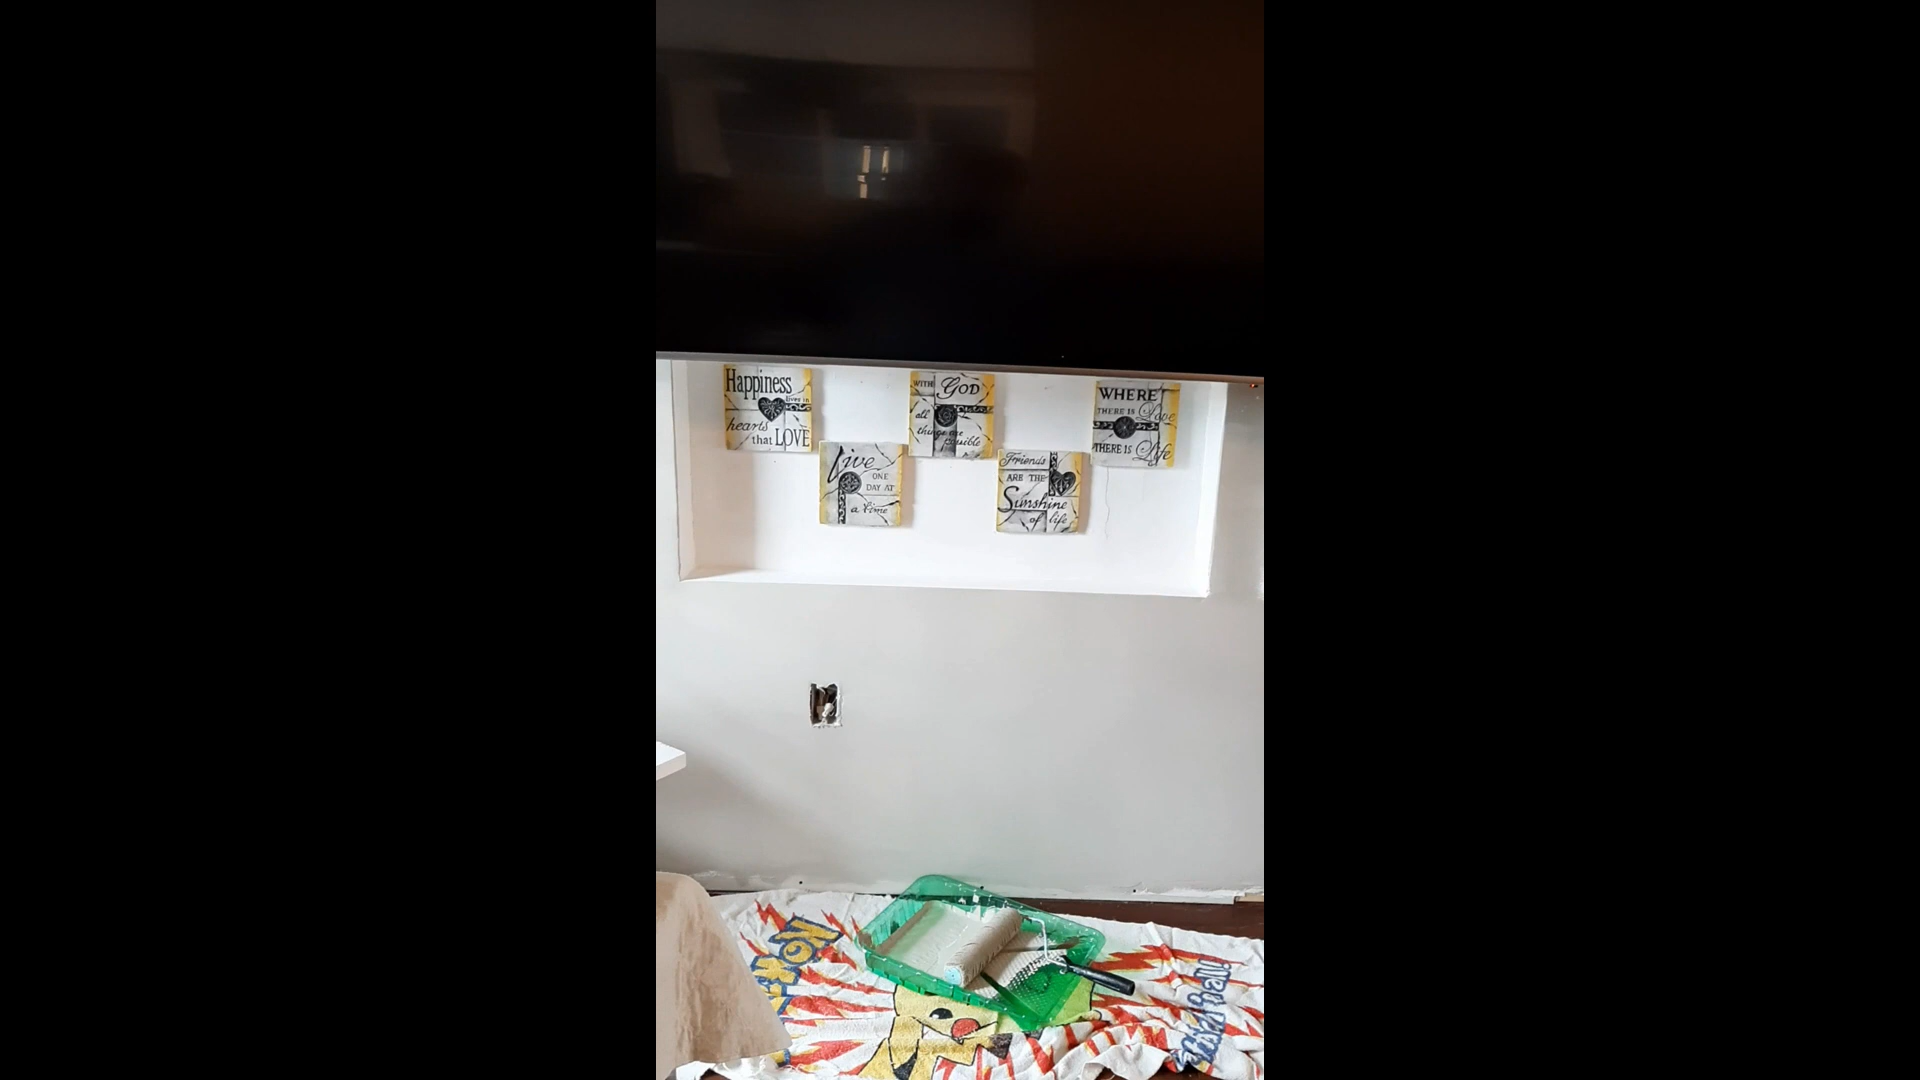 Happiness
lives in
hearts
that LOVE
Live
ONE
DAY AT
a time
WITH GOD
all
things are
possible
Friends
ARE THE
Sunshine
of life
WHERE
THERE IS Love
THERE IS Life